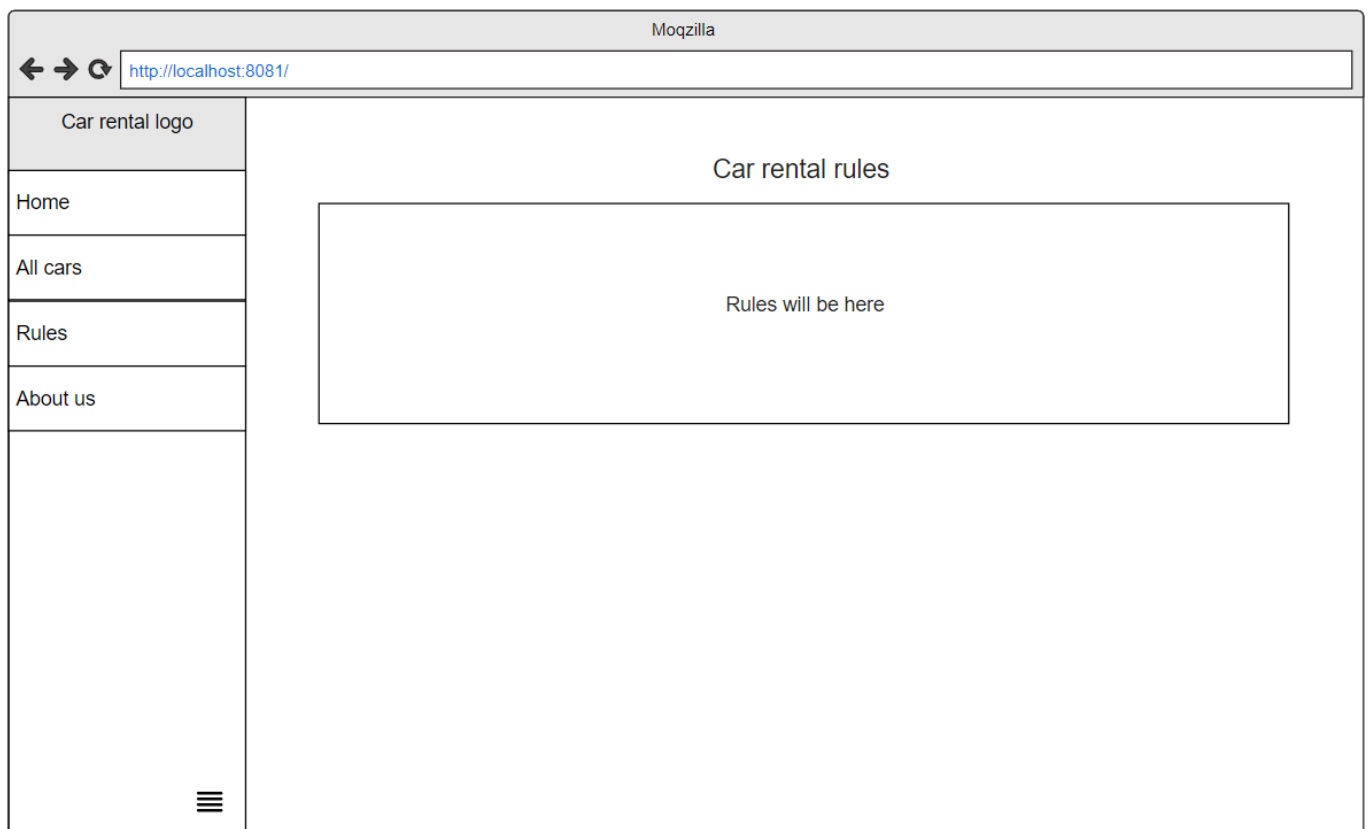 Moqzilla
http://localhost:8081/
Car rental logo
Home
All cars
Rules
About us
Car rental rules
Rules will be here